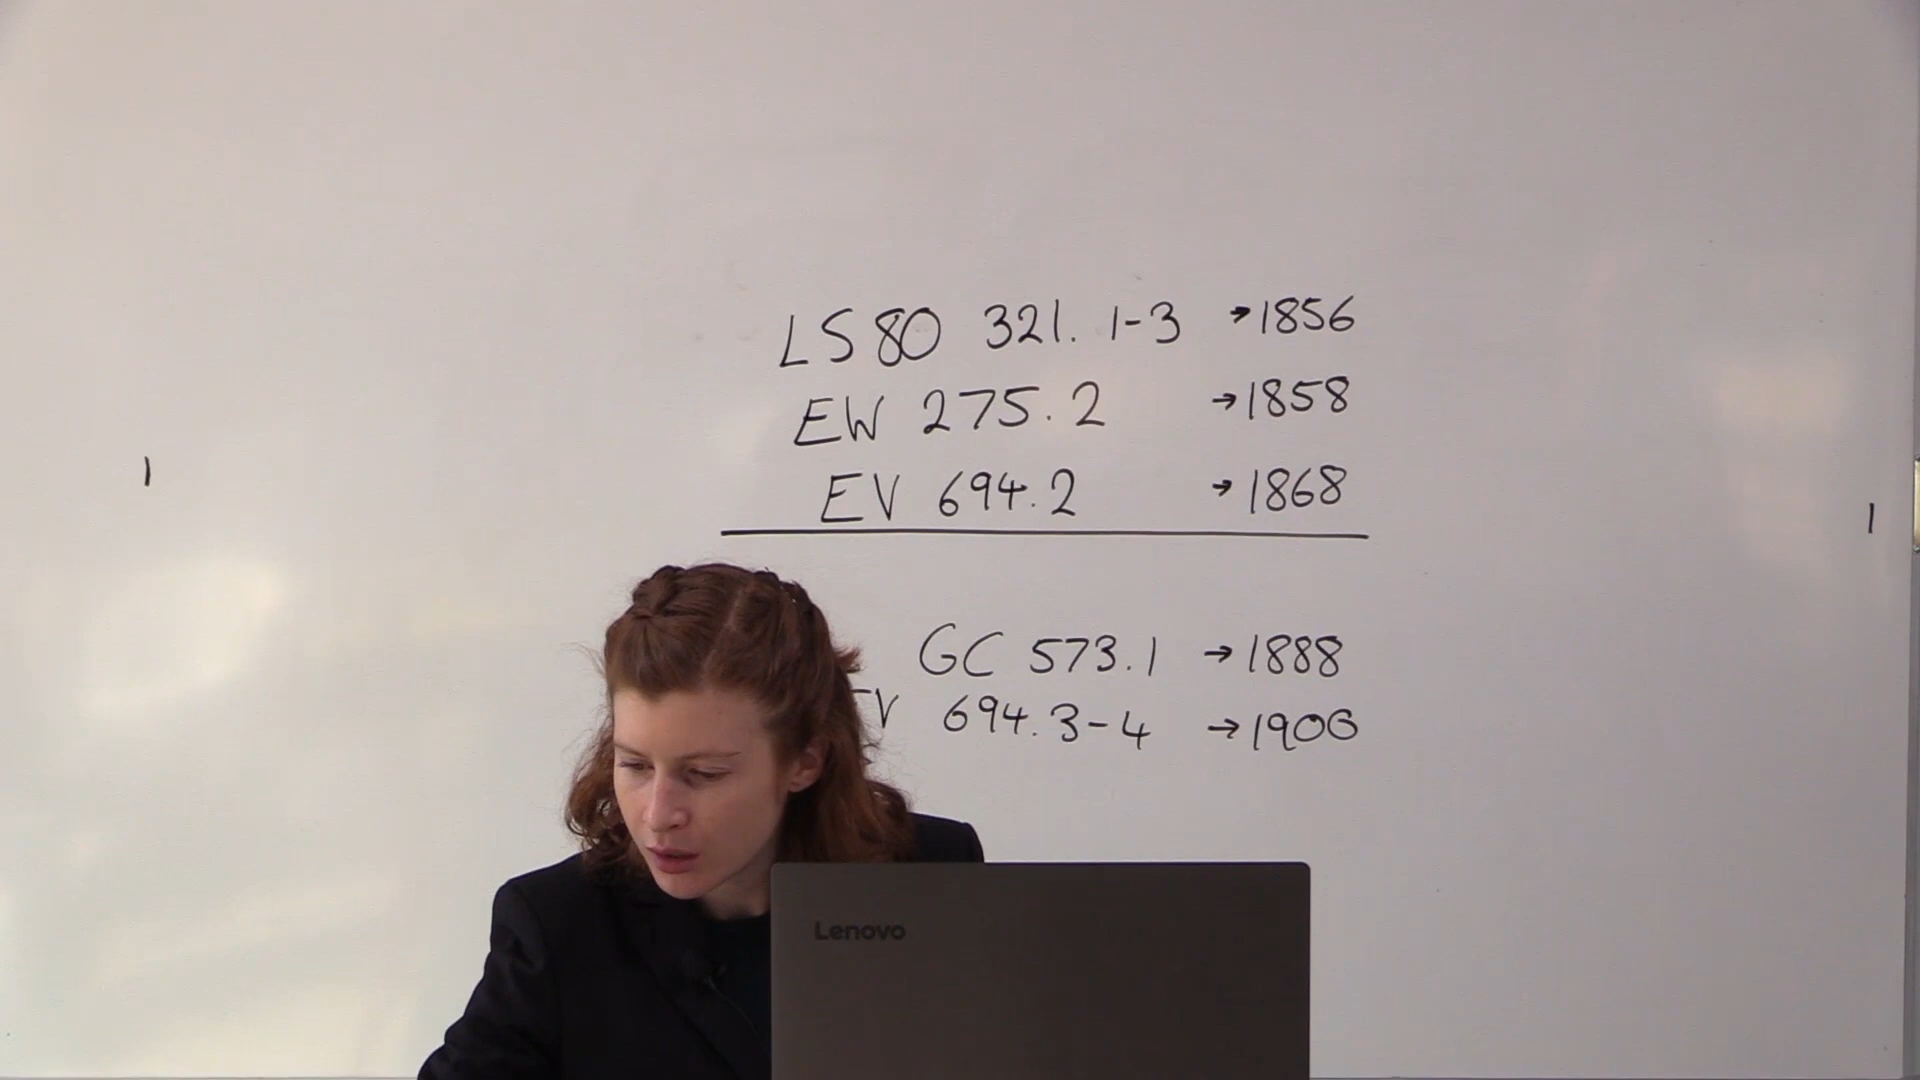 LS80 321. 1-3 →1856
EW 275.2 →1858
EV 694.2 →1868
GC 573.1 →1888
V 694.3-4 →1906
Lenovo